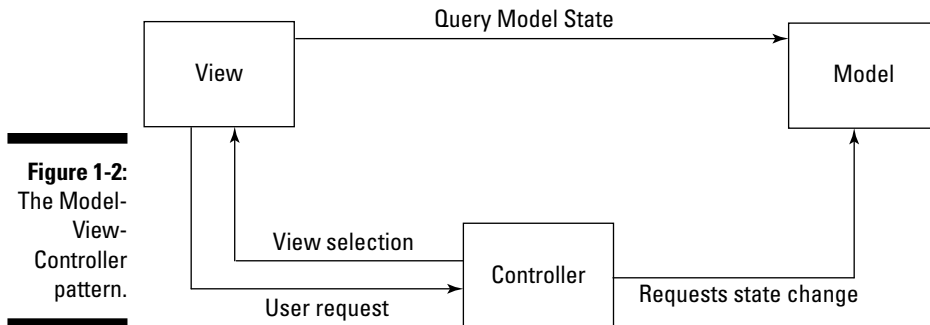 Query Model State
View
Model
Figure 1-2:
The Model-
View-
Controller
pattern.
View selection
Controller
User request
Requests state change